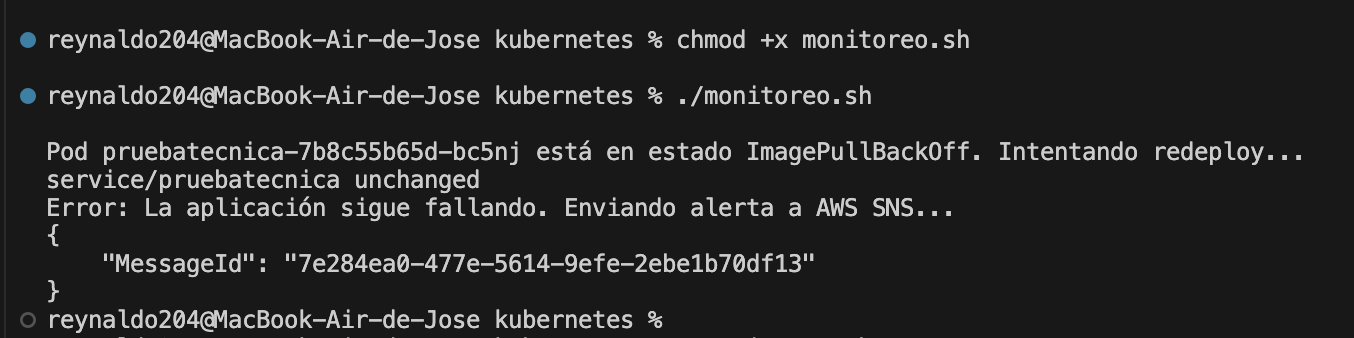 reynaldo204@MacBook-Air-de-Jose kubernetes % chmod +x monitoreo.sh
reynaldo204@MacBook-Air-de-Jose kubernetes % ./monitoreo.sh
Pod pruebatecnica-7b8c55b65d-bc5nj está en estado ImagePullBackOff. Intentando redeploy...
service/pruebatecnica unchanged
Error: La aplicación sigue fallando. Enviando alerta a AWS SNS...
{
    "MessageId": "7e284ea0-477e-5614-9efe-2ebe1b70df13"
}
reynaldo204@MacBook-Air-de-Jose kubernetes %